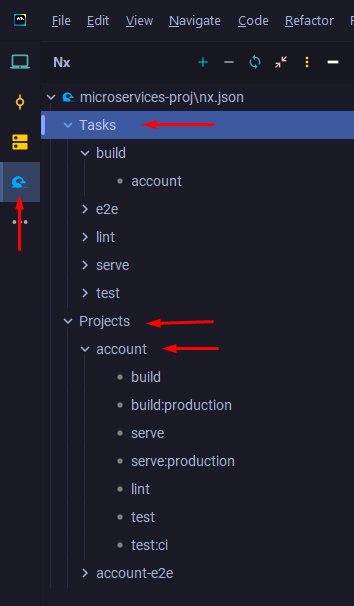 File Edit View Navigate Code Refactor
Nx
microservices-proj\nx.json
Tasks
build
account
e2e
lint
serve
test
Projects
account
build
build:production
serve
serve:production
lint
test
test:ci
account-e2e